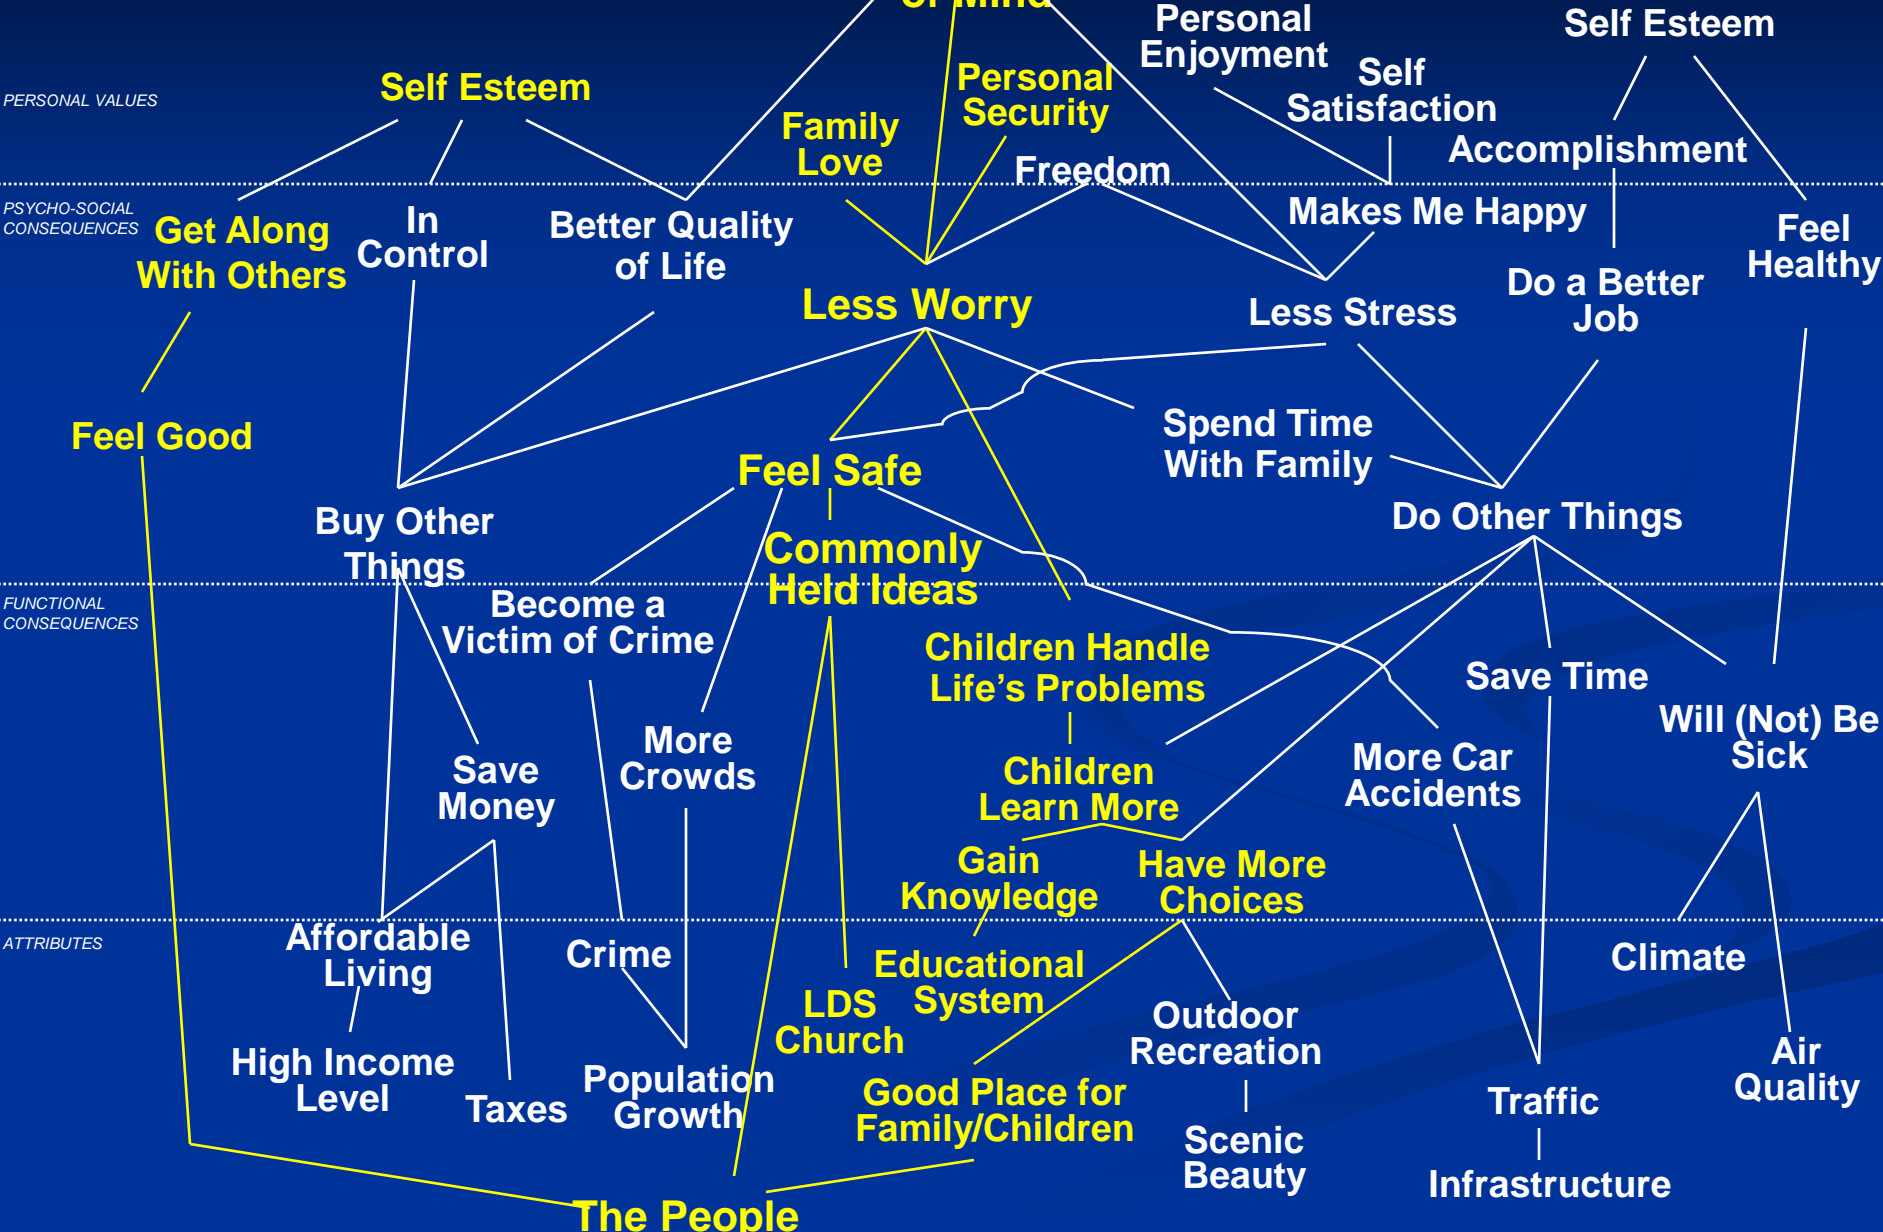 of Mind
Personal
Enjoyment
Self Esteem
Self
Satisfaction
Personal
Security
Self Esteem
PERSONAL VALUES
Family
Love
Accomplishment
Freedom
PSYCHO-SOCIAL
CONSEQUENCES
Get Along
With Others
In
Control
Better Quality
of Life
Makes Me Happy
Feel
Healthy
Less Worry
Less Stress
Do a Better
Job
Feel Good
Feel Safe
Spend Time
With Family
Buy Other
Things
Do Other Things
Commonly
Held Ideas
FUNCTIONAL
CONSEQUENCES
Become a
Victim of Crime
Children Handle
Life's Problems
Save Time
Will (Not) Be
Sick
More
Crowds
Save
Money
Children
Learn More
More Car
Accidents
Gain
Knowledge
Have More
Choices
ATTRIBUTES
Affordable
Living
Crime
Educational
System
Climate
LDS
Church
Outdoor
Recreation
High Income
Level
Taxes
Population
Growth
Good Place for
Family/Children
Traffic
Air
Quality
Scenic
Beauty
Infrastructure
The People